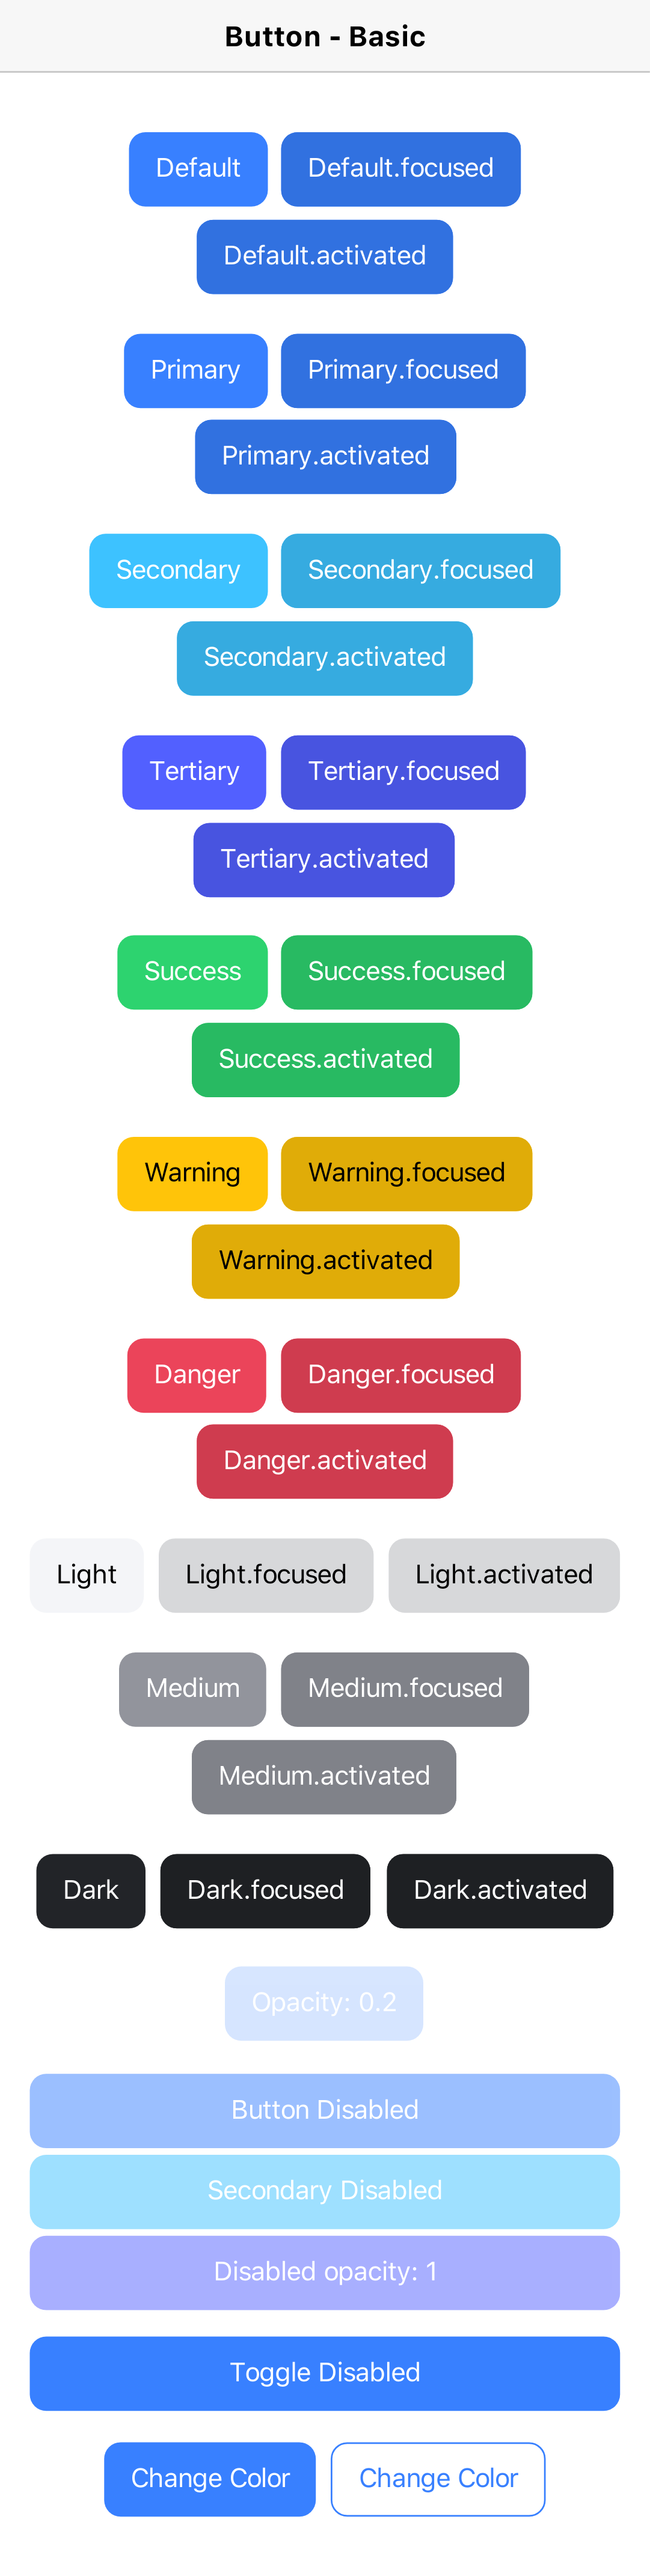 Button - Basic
Default Default.focused
Default.activated
Primary Primary.focused
Primary.activated
Secondary Secondary.focused
Secondary.activated
Tertiary Tertiary.focused
Tertiary.activated
Success Success.focused
Success.activated
Warning Warning.focused
Warning.activated
Danger Danger.focused
Danger.activated
Light Light.focused Light.activated
Medium Medium.focused
Medium.activated
Dark Dark.focused Dark.activated
Opacity: 0.2
Button Disabled
Secondary Disabled
Disabled opacity: 1
Toggle Disabled
Change Color Change Color